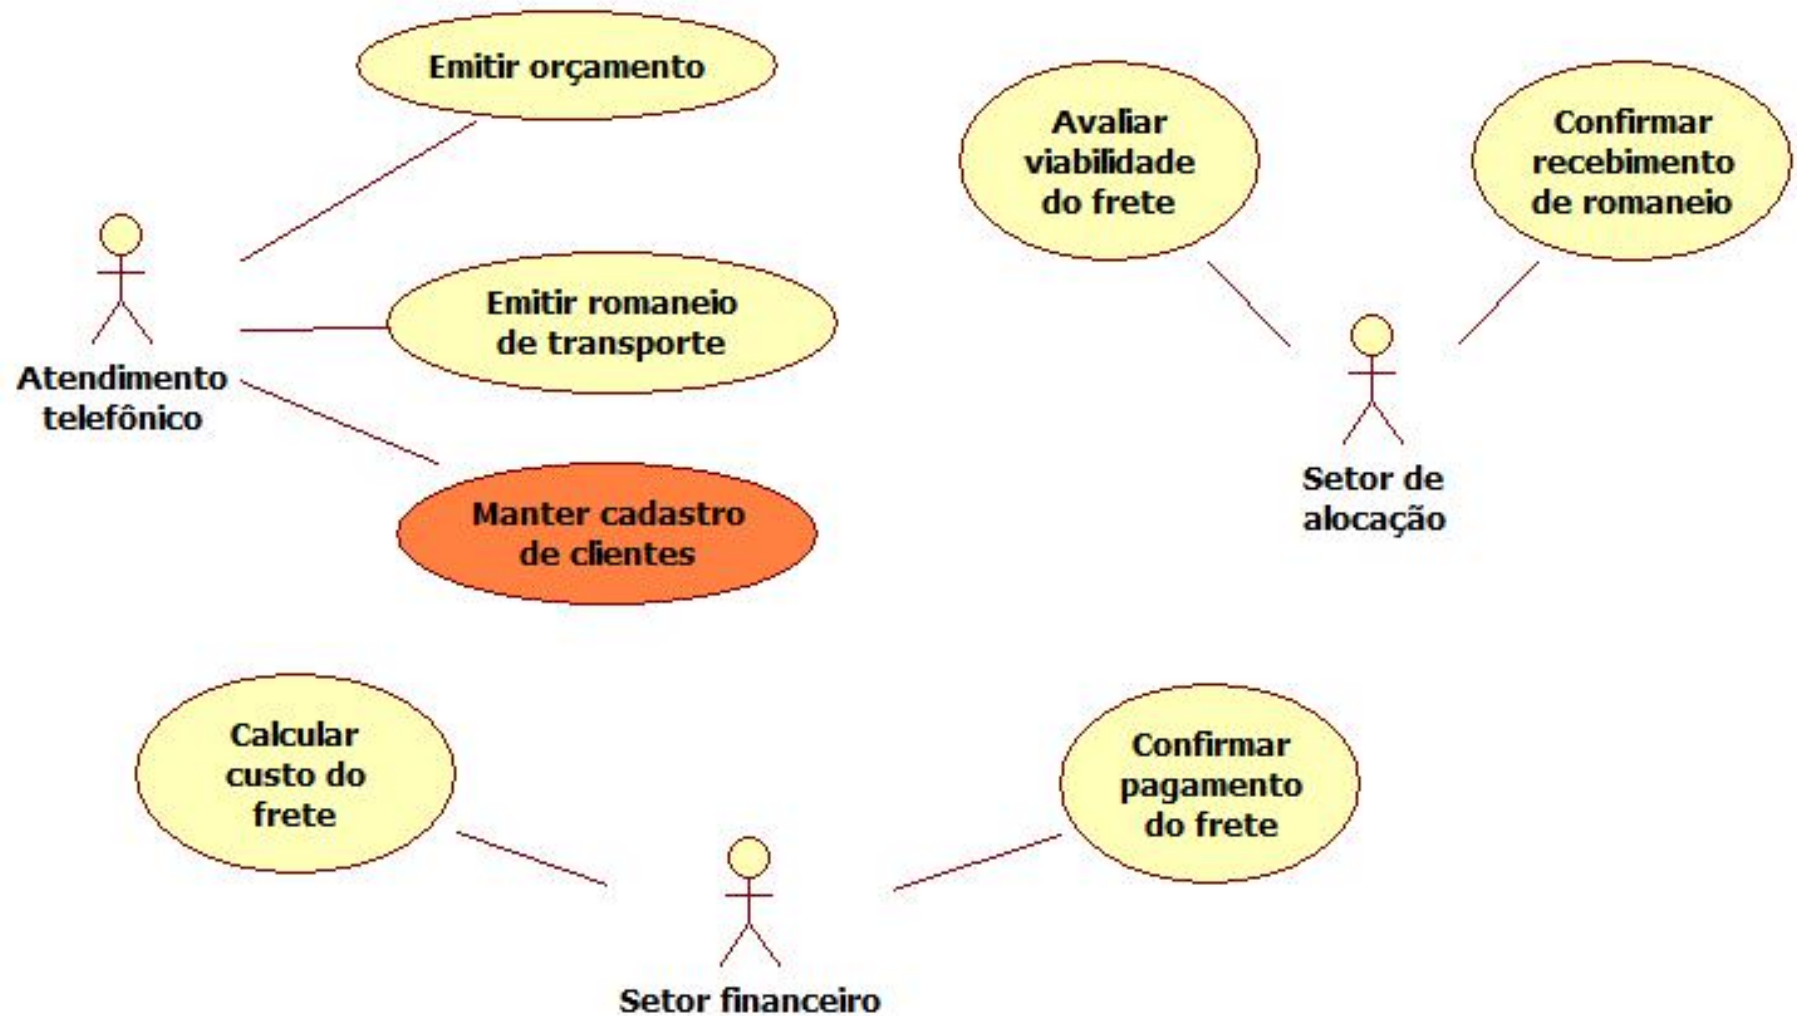 Emitir orçamento
Avaliar
viabilidade
do frete
Confirmar
recebimento
de romaneio
Emitir romaneio
de transporte
Atendimento
telefônico
Manter cadastro
de clientes
Setor de
alocação
Calcular
custo do
frete
Confirmar
pagamento
do frete
Setor financeiro